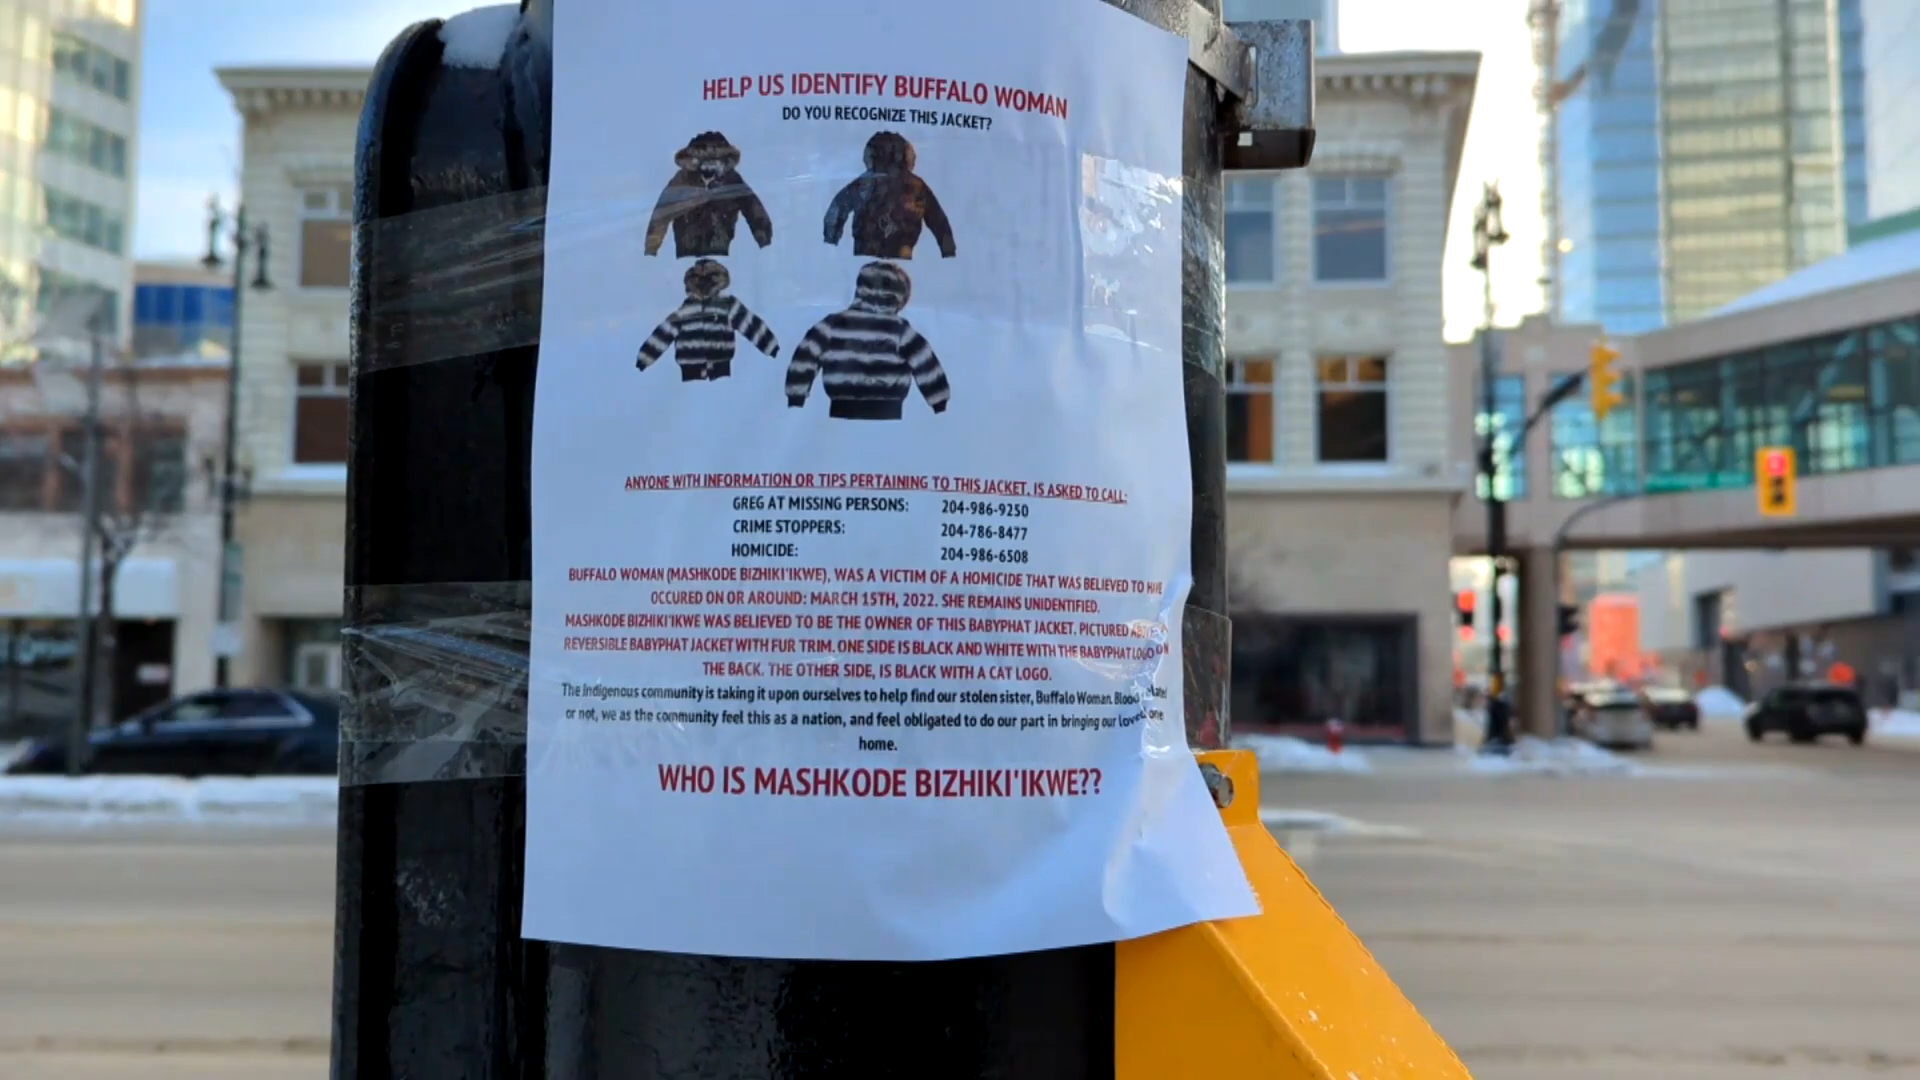 HELP US IDENTIFY BUFFALO WOMAN
DO YOU RECOGNIZE THIS JACKET?
ANYONE WITH INFORMATION OR TIPS PERTAINING TO THIS JACKET, IS ASKED TO CALL:
GREG AT MISSING PERSONS: 204-986-9250
CRIME STOPPERS: 204-786-8477
HOMICIDE: 204-986-6508
BUFFALO WOMAN (MASHKODE BIZHIKI'IKWE), WAS A VICTIM OF A HOMICIDE THAT WAS BELIEVED TO HAVE
OCCURED ON OR AROUND: MARCH 15TH, 2022. SHE REMAINS UNIDENTIFIED.
MASHKODE BIZHIKI'IKWE WAS BELIEVED TO BE THE OWNER OF THIS BABYPHAT JACKET. PICTURED
REVERSIBLE BABYPHAT JACKET WITH FUR TRIM. ONE SIDE IS BLACK AND WHITE WITH THE BABYPHAT LOGO ON
THE BACK. THE OTHER SIDE, IS BLACK WITH A CAT LOGO.
The Indigenous community is taking it upon ourselves to help find our stolen sister, Buffalo Woman. Blood
or not, we as the community feel this as a nation, and feel obligated to do our part in bringing our loved one
home.
WHO IS MASHKODE BIZHIKI'IKWE??